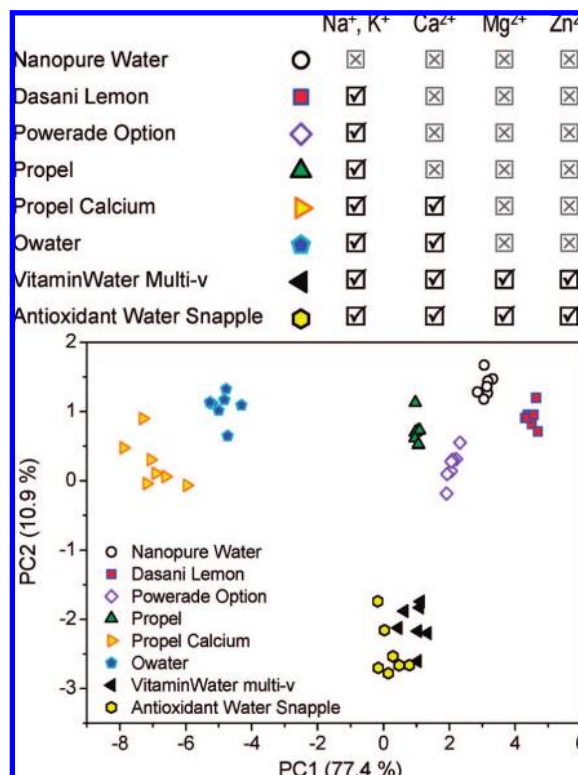 Na⁺, K⁺ Ca²⁺ Mg²⁺ Zn²
Nanopure Water
Dasani Lemon
Powerade Option
Propel
Propel Calcium
Owater
VitaminWater Multi-v
Antioxidant Water Snapple
2
1
0
-1
-2
-3
PC2 (10.9 %)
Nanopure Water
Dasani Lemon
Powerade Option
Propel
Propel Calcium
Owater
VitaminWater multi-v
Antioxidant Water Snapple
-8 -6 -4 -2 0 2 4 6
PC1 (77.4 %)